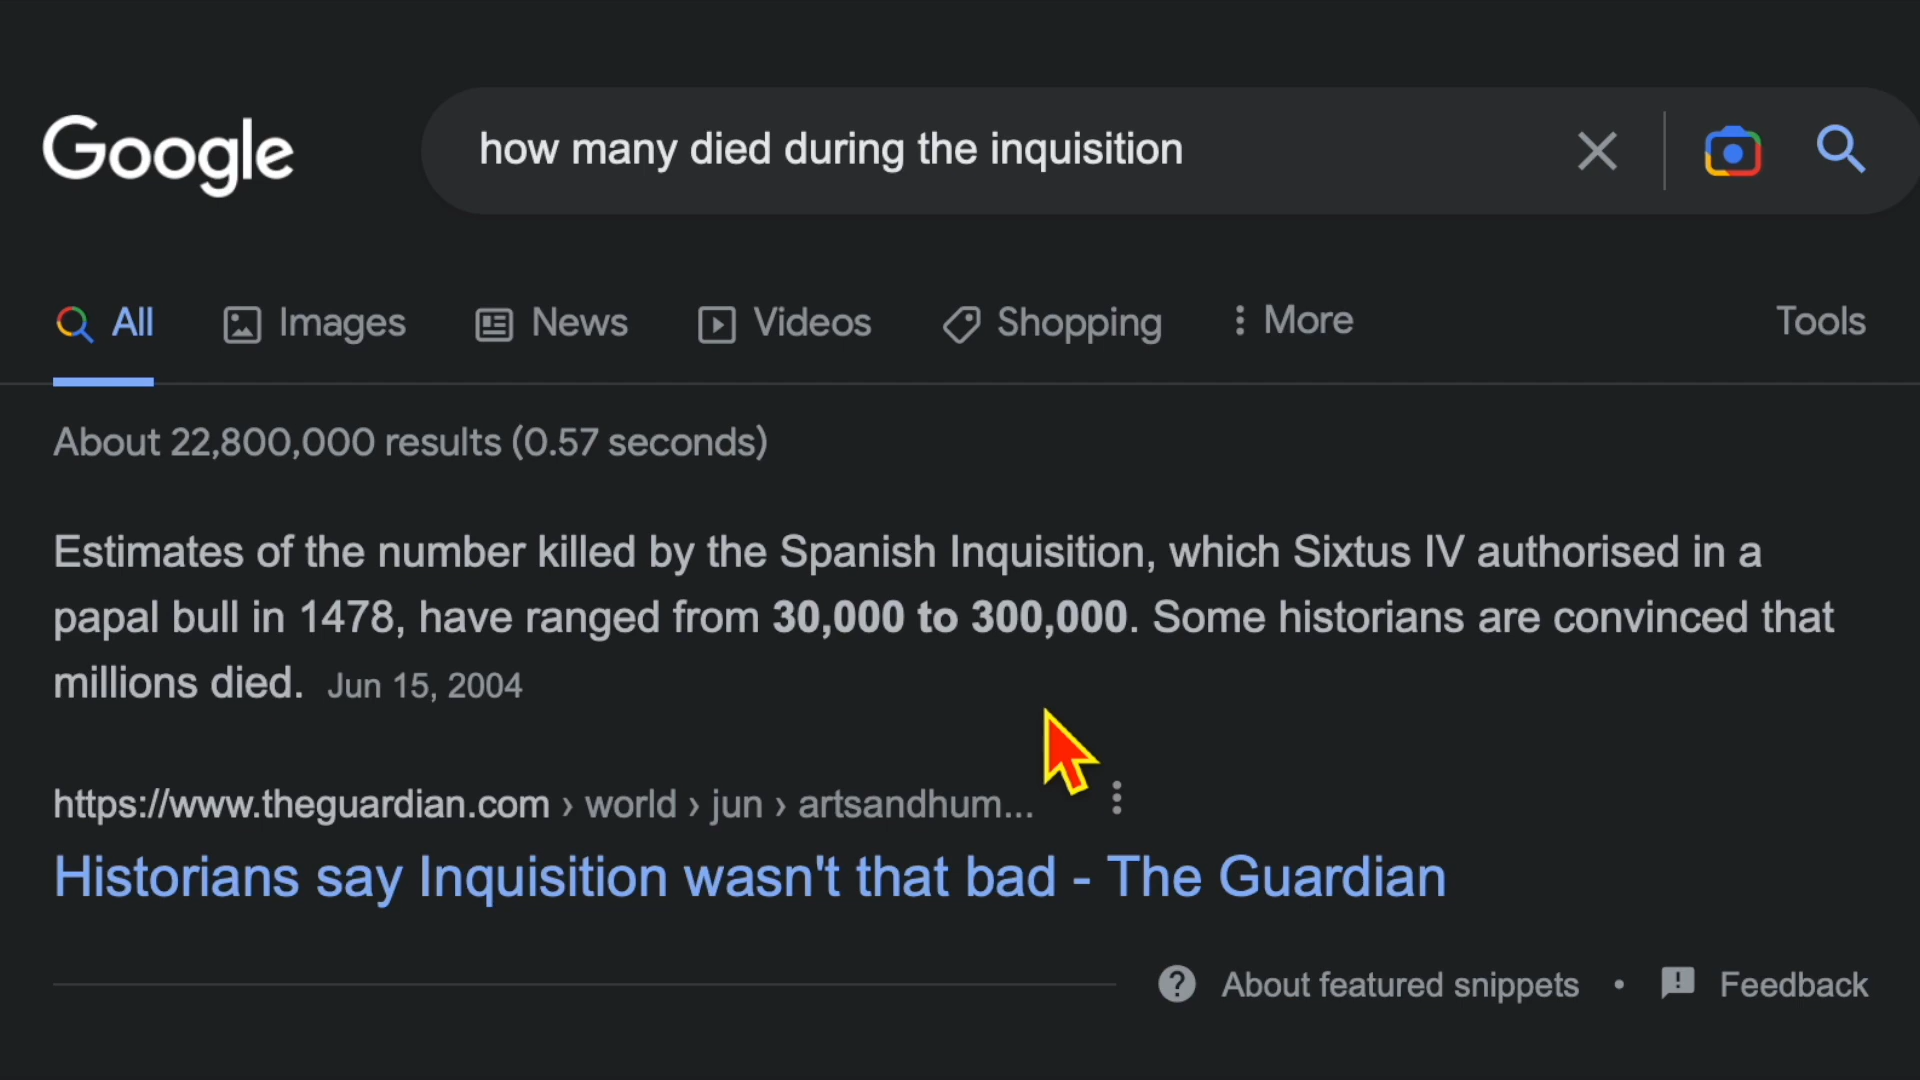 Google
how many died during the inquisition
All Images News Videos Shopping More Tools
About 22,800,000 results (0.57 seconds)
Estimates of the number killed by the Spanish Inquisition, which Sixtus IV authorised in a
papal bull in 1478, have ranged from 30,000 to 300,000. Some historians are convinced that
millions died. Jun 15, 2004
https://www.theguardian.com › world › jun › artsandhum...
Historians say Inquisition wasn't that bad - The Guardian
About featured snippets • Feedback